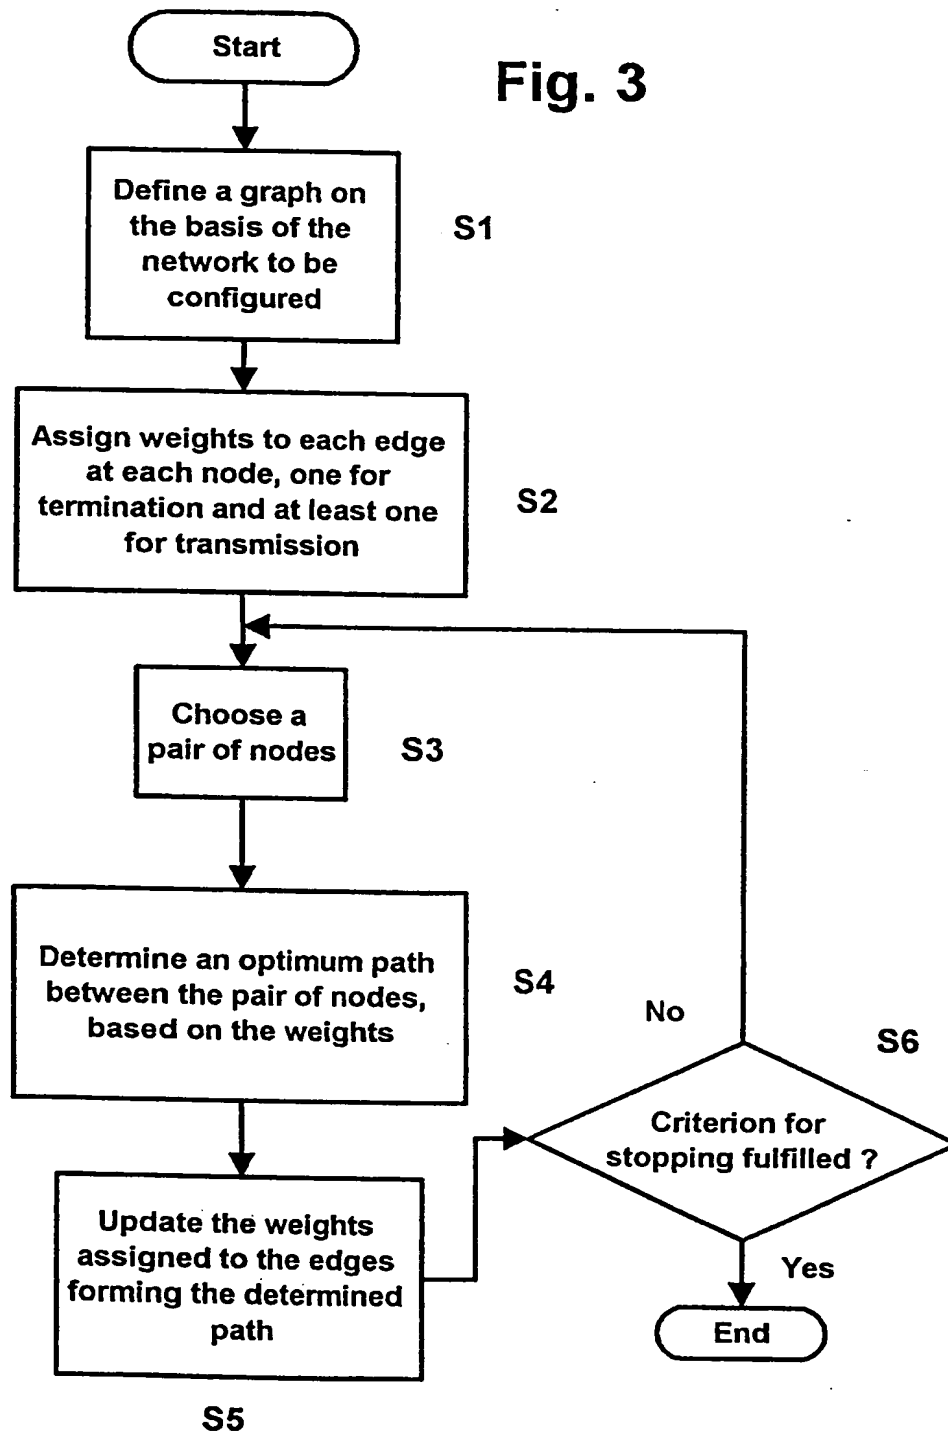 Start
Fig. 3
Define a graph on
the basis of the
network to be
configured
S1
Assign weights to each edge
at each node, one for
termination and at least one
for transmission
S2
Choose a
pair of nodes
S3
Determine an optimum path
between the pair of nodes,
based on the weights
S4
No
S6
Criterion for
stopping fulfilled ?
Update the weights
assigned to the edges
forming the determined
path
Yes
End
S5